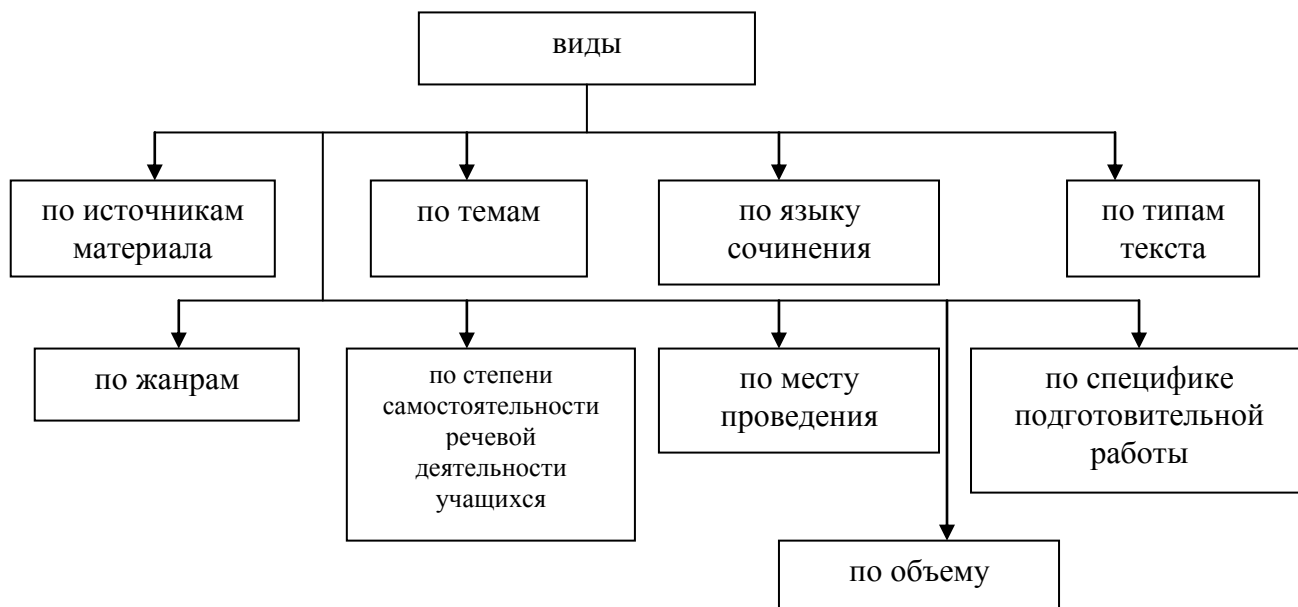 виды
по источникам
материала
по темам
по языку
сочинения
по типам
текста
по жанрам
по степени
самостоятельности
речевой
деятельности
учащихся
по месту
проведения
по специфике
подготовительной
работы
по объему